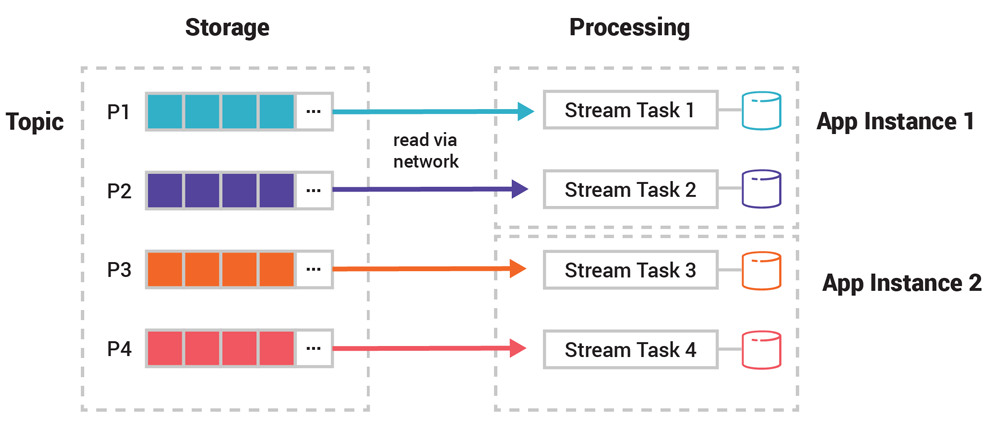 Storage
Processing
Topic
P1
...
read via
network
Stream Task 1
App Instance 1
P2
...
Stream Task 2
P3
...
Stream Task 3
App Instance 2
P4
...
Stream Task 4